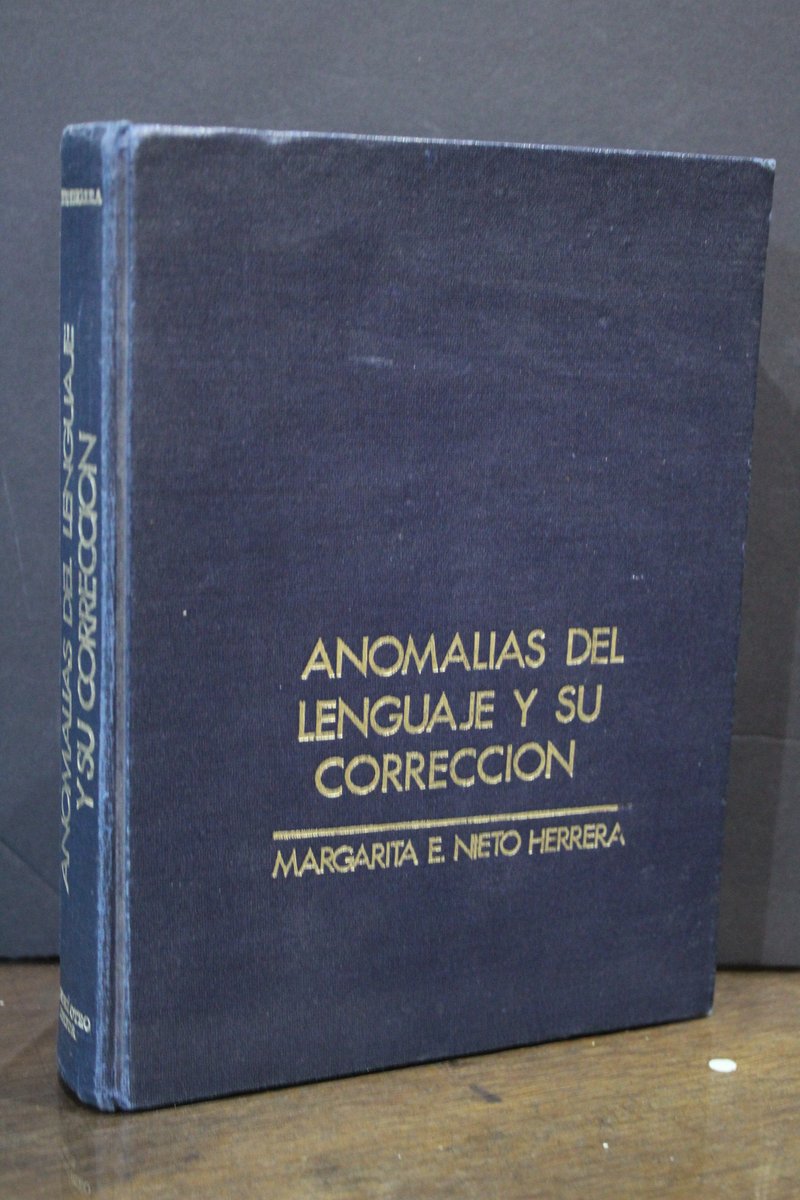 ANOMALIAS DEL
LENGUAJE Y SU
CORRECCION
MARGARITA E. NIETO HERRERA
ANOMALIAS DEL LENGUAJE
Y SU CORRECCION